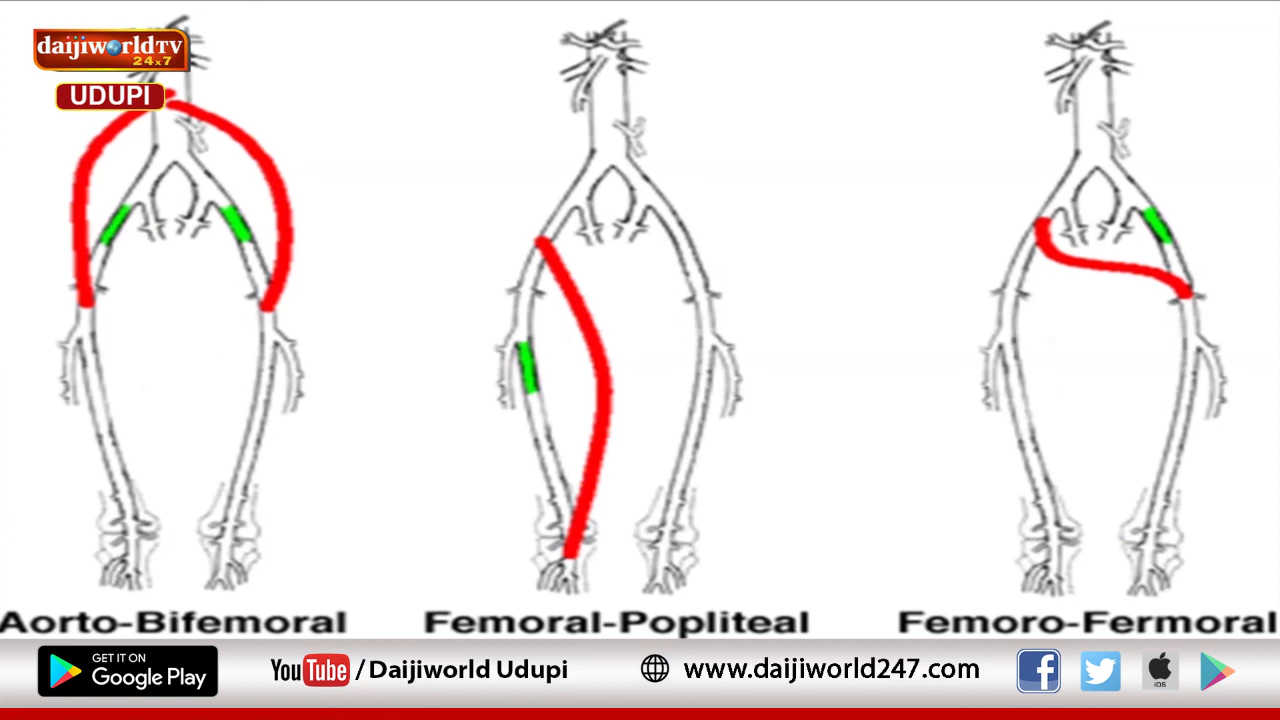 daijiworldTV
24x7
UDUPI
Aorto-Bifemoral
Femoral-Popliteal
Femoro-Fermoral
GET IT ON
Google Play
YouTube / Daijiworld Udupi
www.daijiworld247.com
iOS